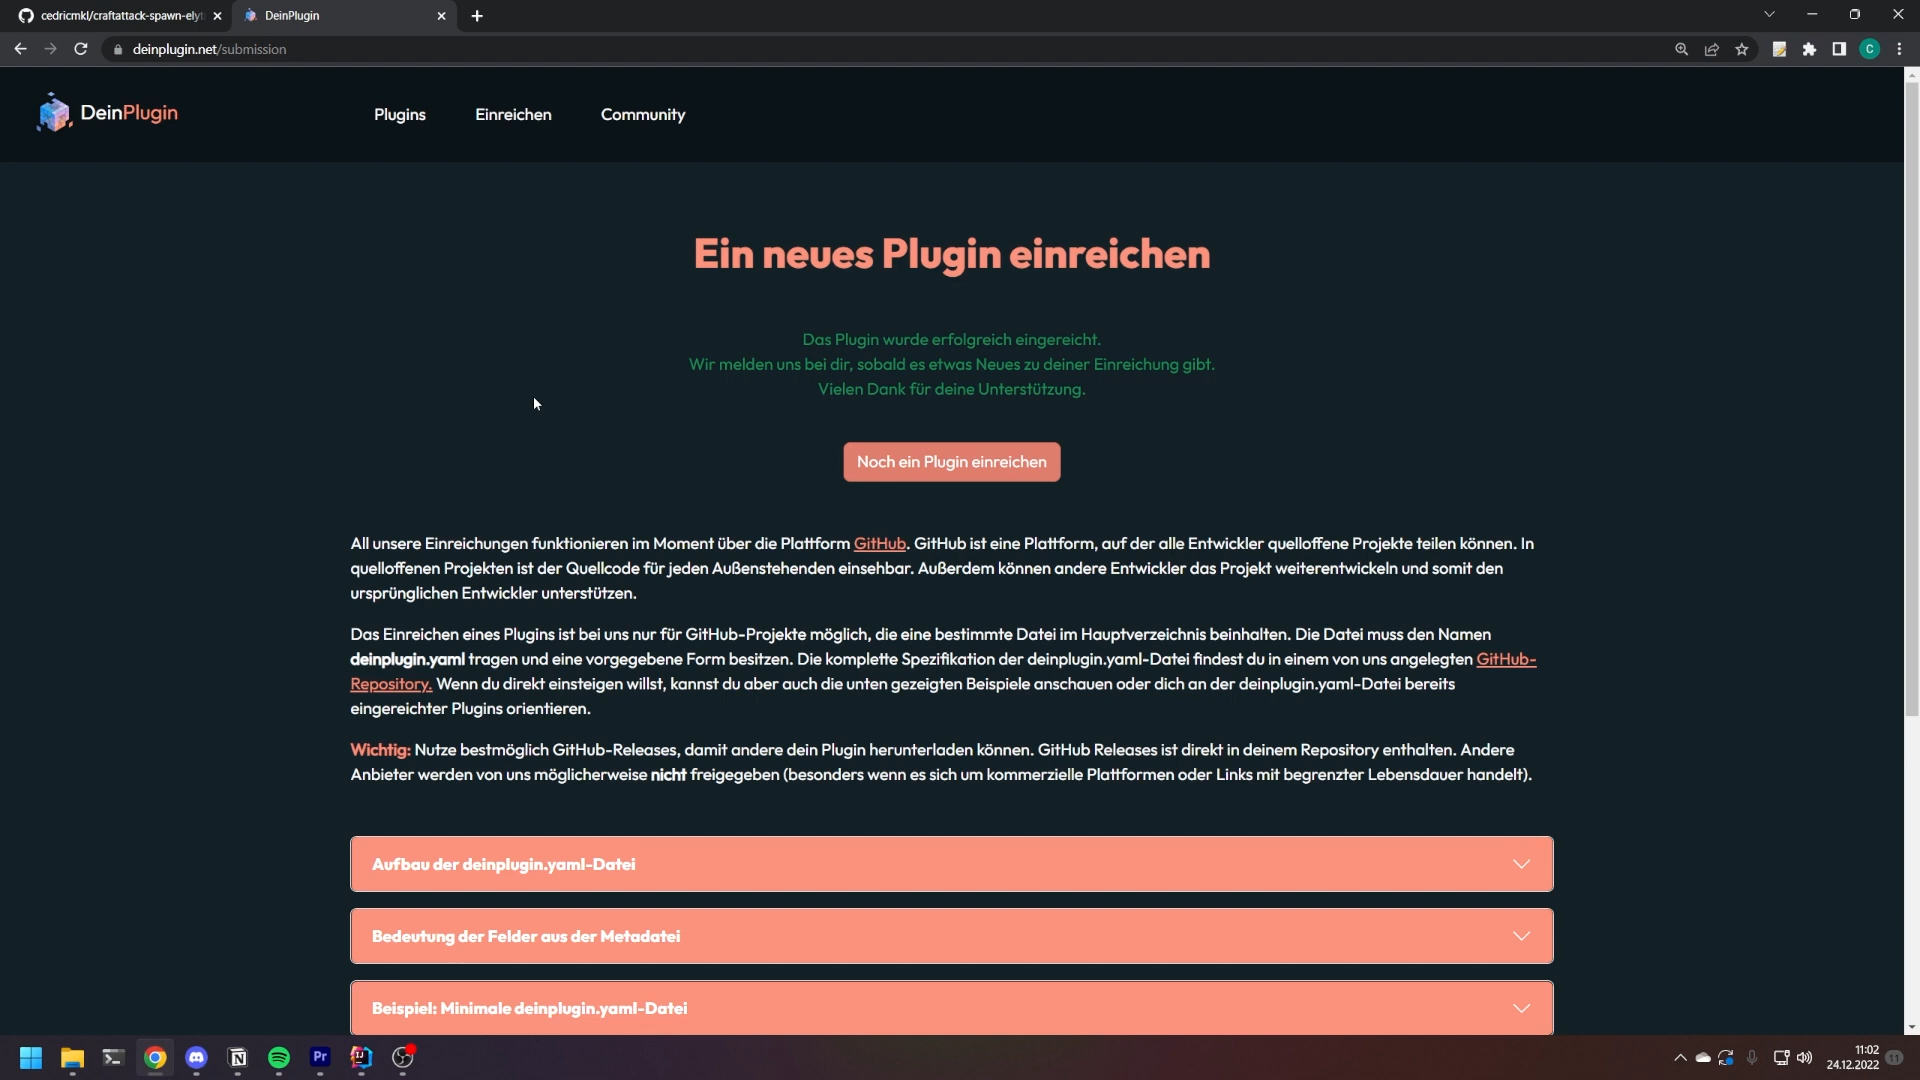 cedricmkl/craftattack-spawn-elyt
DeinPlugin
deinplugin.net/submission
C
DeinPlugin
Plugins
Einreichen
Community
Ein neues Plugin einreichen
Das Plugin wurde erfolgreich eingereicht.
Wir melden uns bei dir, sobald es etwas Neues zu deiner Einreichung gibt.
Vielen Dank für deine Unterstützung.
Noch ein Plugin einreichen
All unsere Einreichungen funktionieren im Moment über die Plattform GitHub. GitHub ist eine Plattform, auf der alle Entwickler quelloffene Projekte teilen können. In
quelloffenen Projekten ist der Quellcode für jeden Außenstehenden einsehbar. Außerdem können andere Entwickler das Projekt weiterentwickeln und somit den
ursprünglichen Entwickler unterstützen.
Das Einreichen eines Plugins ist bei uns nur für GitHub-Projekte möglich, die eine bestimmte Datei im Hauptverzeichnis beinhalten. Die Datei muss den Namen
deinplugin.yaml tragen und eine vorgegebene Form besitzen. Die komplette Spezifikation der deinplugin.yaml-Datei findest du in einem von uns angelegten GitHub-
Repository. Wenn du direkt einsteigen willst, kannst du aber auch die unten gezeigten Beispiele anschauen oder dich an der deinplugin.yaml-Datei bereits
eingereichter Plugins orientieren.
Wichtig: Nutze bestmöglich GitHub-Releases, damit andere dein Plugin herunterladen können. GitHub Releases ist direkt in deinem Repository enthalten. Andere
Anbieter werden von uns möglicherweise nicht freigegeben (besonders wenn es sich um kommerzielle Plattformen oder Links mit begrenzter Lebensdauer handelt).
Aufbau der deinplugin.yaml-Datei
Bedeutung der Felder aus der Metadatei
Beispiel: Minimale deinplugin.yaml-Datei
Pr
11:02
24.12.2022
11